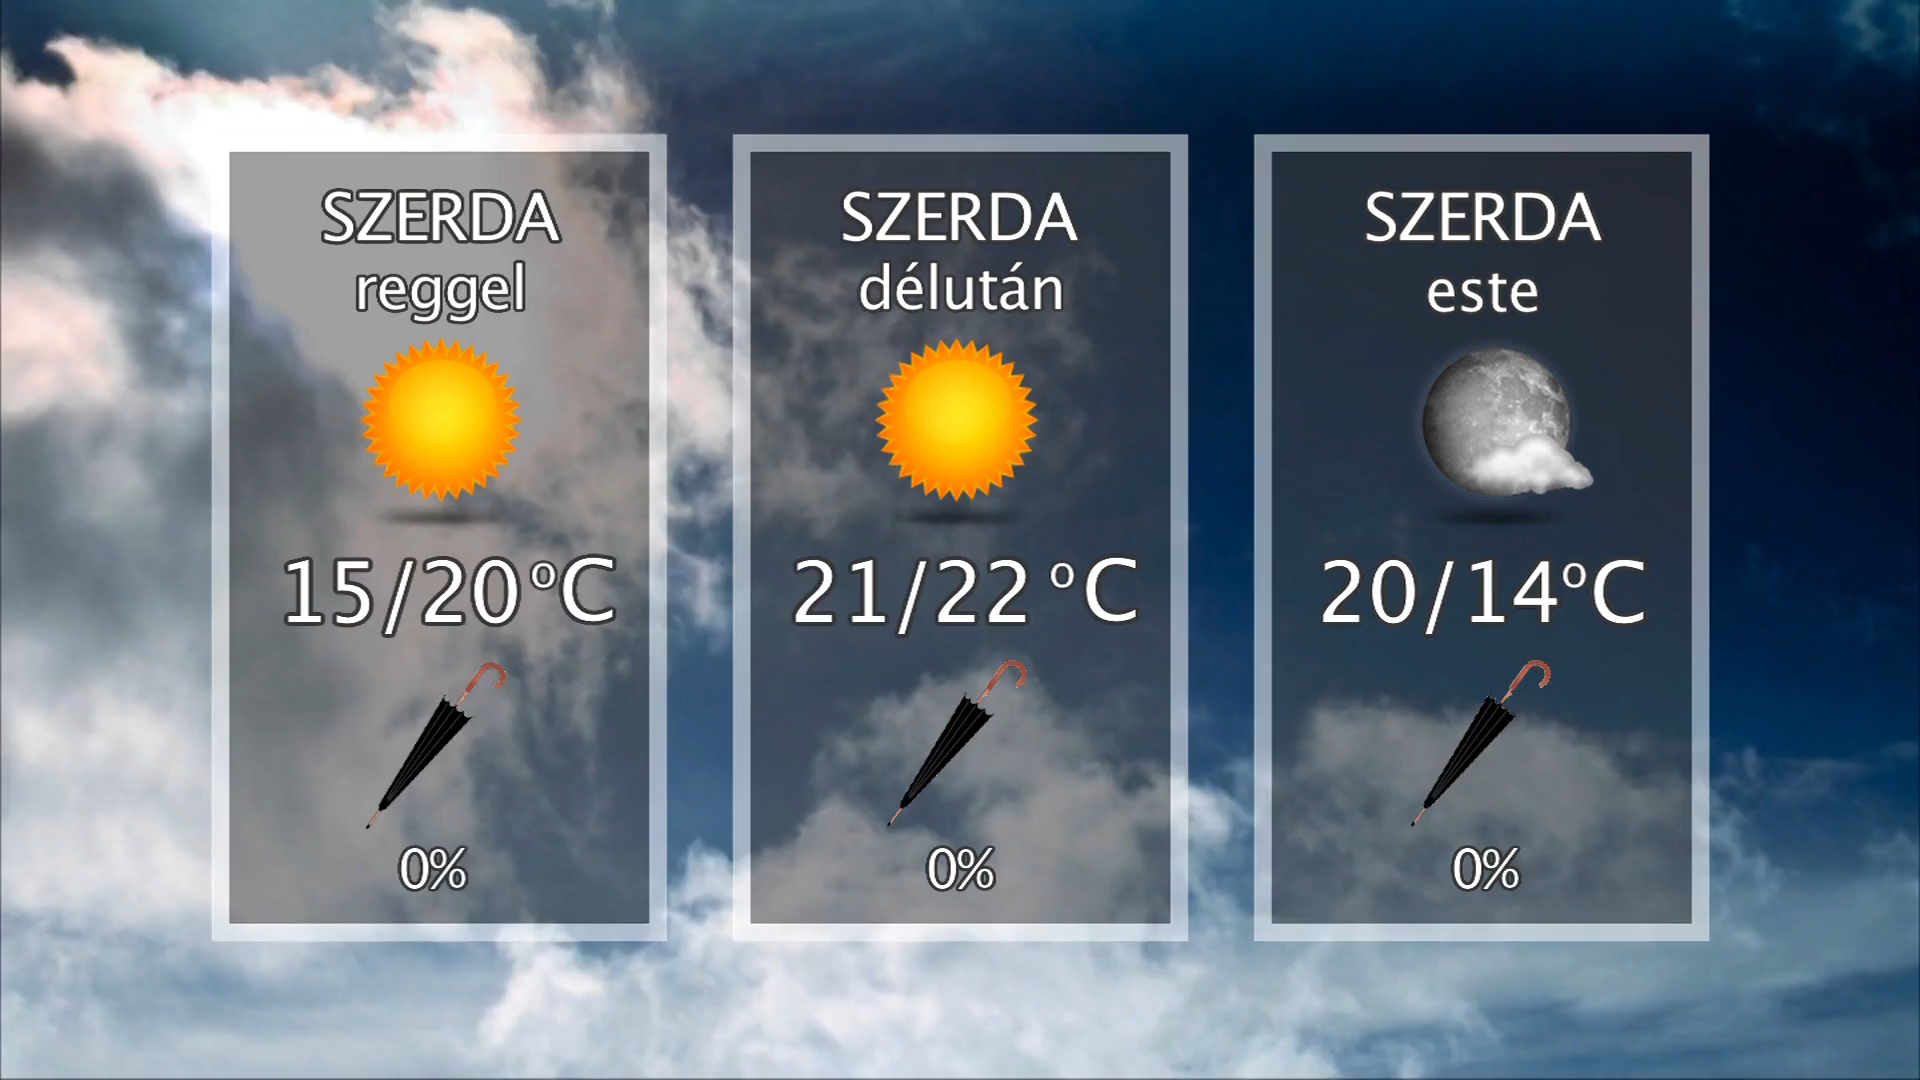 SZERDA
reggel
15/20°C
0%
SZERDA
délután
21/22 °C
0%
SZERDA
este
20/14°C
0%